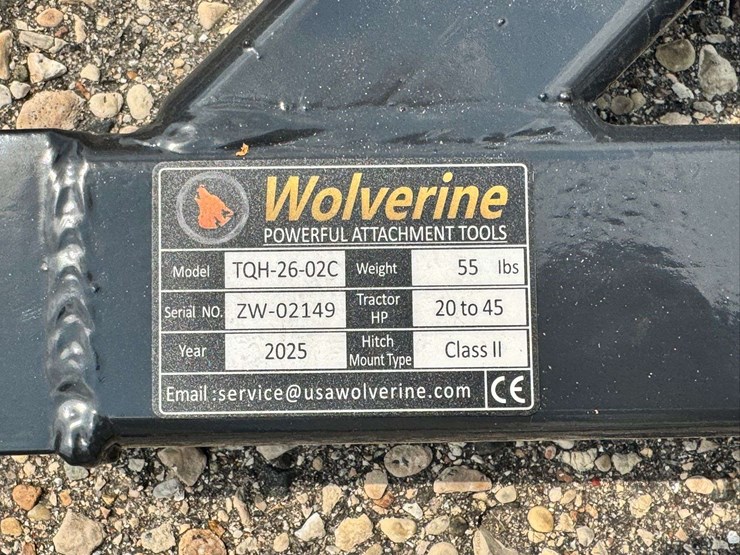 Wolverine
POWERFUL ATTACHMENT TOOLS
Model TQH-26-02C Weight 55 lbs
Serial NO. ZW-02149 Tractor HP 20 to 45
Year 2025 Hitch Mount Type Class II
Email :service@usawolverine.com CE